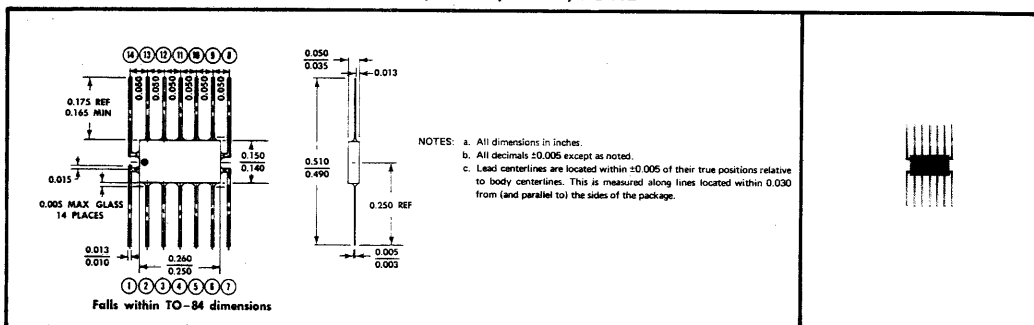 14 13 12 11 10 9 8
0.050 0.050 0.050 0.050 0.050 0.050
0.175 REF
0.165 MIN
0.015
0.005 MAX GLASS
14 PLACES
0.150
0.140
0.013
0.010
0.260
0.250
1 2 3 4 5 6 7
Falls within TO-84 dimensions
0.050
0.035
0.013
0.510
0.490
0.250 REF
0.005
0.003
NOTES: a. All dimensions in inches.
b. All decimals ±0.005 except as noted.
c. Lead centerlines are located within ±0.005 of their true positions relative
to body centerlines. This is measured along lines located within 0.030
from (and parallel to) the sides of the package.